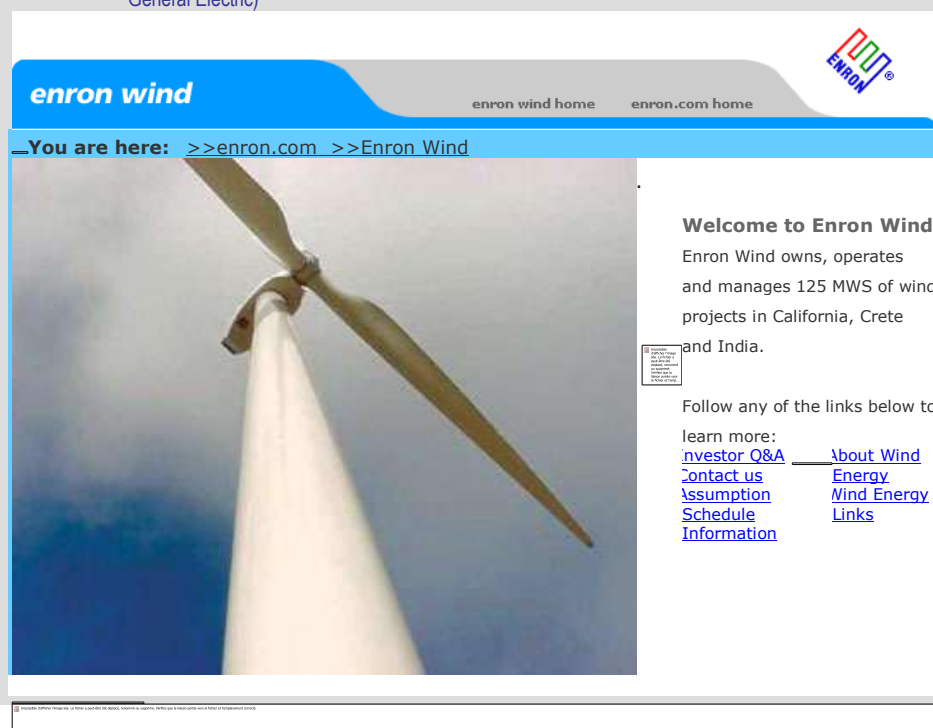 General Electric)
ENRON ®
enron wind
enron wind home enron.com home
You are here: >>enron.com >>Enron Wind
.
Welcome to Enron Wind
Enron Wind owns, operates
and manages 125 MWS of wind
projects in California, Crete
and India.
Follow any of the links below to
learn more:
Investor Q&A About Wind
Contact us Energy
Assumption Wind Energy
Schedule Links
Information